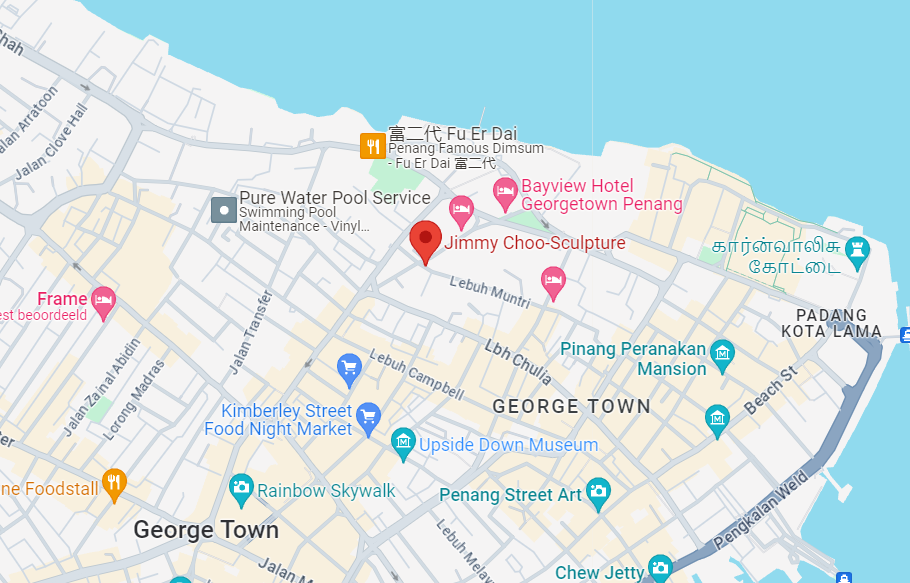 hah
Jalan Arratoon
Jalan Clove Hall
富二代 Fu Er Dai
Penang Famous Dimsum
- Fu Er Dai 富二代
Pure Water Pool Service
Swimming Pool
Maintenance - Vinyl...
Bayview Hotel
Georgetown Penang
Jimmy Choo-Sculpture
கார்ன்வாலிசு
கோட்டை
Lebuh Muntri
Frame
est beoordeeld
PADANG
KOTA LAMA
Jalan Transfer
Lbh Chulia
Pinang Peranakan
Mansion
Jalan Zainal Abidin
Lorong Madras
Lebuh Campbell
Beach St
GEORGE TOWN
Kimberley Street
Food Night Market
Upside Down Museum
ter
ne Foodstall
Rainbow Skywalk
Penang Street Art
Pengkalan Weld
George Town
Lebuh Melayu
Jalan M
Chew Jetty